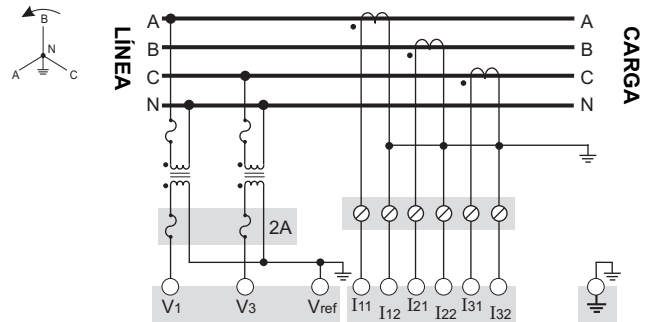 B
N
A C
LÍNEA
A A
B B
C C
N N
CARGA
2A
V1 V3 Vref I11 I12 I21 I22 I31 I32